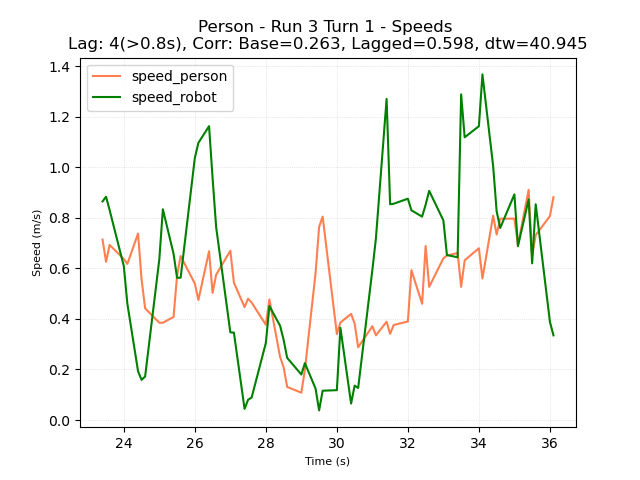 Person - Run 3 Turn 1 - Speeds
Lag: 4(>0.8s), Corr: Base=0.263, Lagged=0.598, dtw=40.945
speed_person
speed_robot
1.4
1.2
1.0
0.8
0.6
0.4
0.2
0.0
Speed (m/s)
24 26 28 30 32 34 36
Time (s)